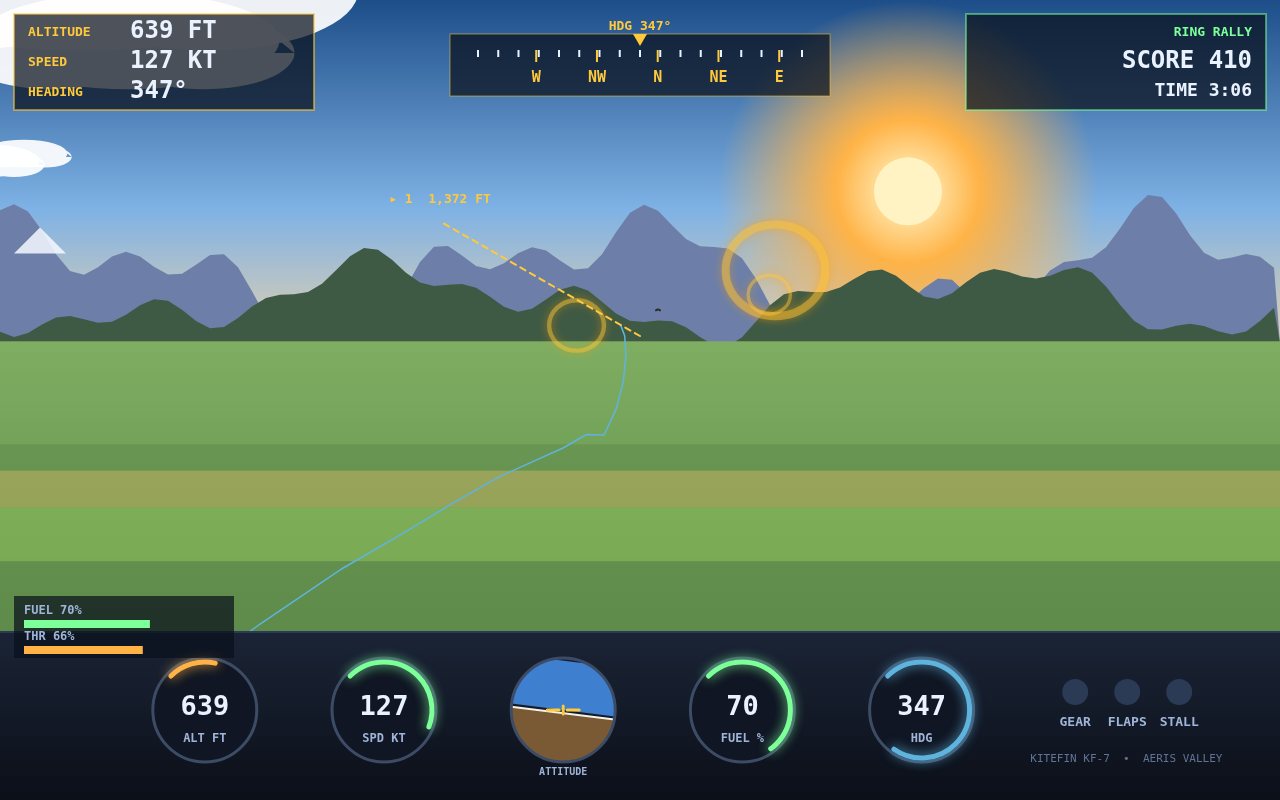 ALTITUDE 639 FT
SPEED 127 KT
HEADING 347°
HDG 347°
W NW N NE E
RING RALLY
SCORE 410
TIME 3:06
▸ 1 1,372 FT
FUEL 70%
THR 66%
639
ALT FT
127
SPD KT
ATTITUDE
70
FUEL %
347
HDG
GEAR FLAPS STALL
KITEFIN KF-7 • AERIS VALLEY